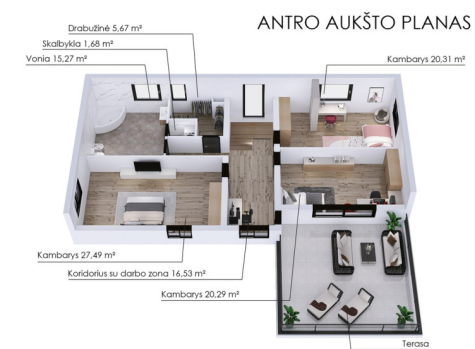 ANTRO AUKŠTO PLANAS
Drabužinė 5,67 m²
Skalbykla 1,68 m²
Vonia 15,27 m²
Kambarys 20,31 m²
Kambarys 27,49 m²
Koridorius su darbo zona 16,53 m²
Kambarys 20,29 m²
Terasa